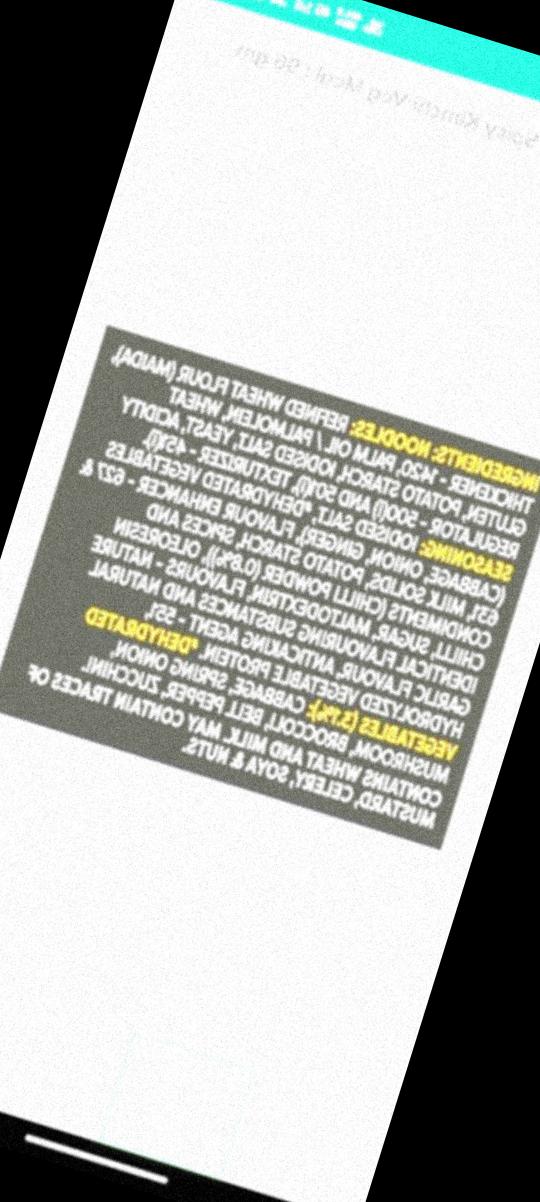 Spicy Kimchi Veg Meal : 96 gm
INGREDIENTS: NOODLES: REFINED WHEAT FLOUR (MAIDA),
THICKENER - 1420, PALM OIL / PALMOLEIN, WHEAT
GLUTEN, POTATO STARCH, IODISED SALT, YEAST, ACIDITY
REGULATOR - 500(I) AND 501(I), TEXTURIZER - 451(I).
SEASONING: IODISED SALT, *DEHYDRATED VEGETABLES
(CABBAGE, ONION, GINGER), FLAVOUR ENHANCER - 627 &
631, MILK SOLIDS, POTATO STARCH, SPICES AND
CONDIMENTS (CHILLI POWDER (0.8%)), OLEORESIN
CHILLI, SUGAR, MALTODEXTRIN, FLAVOURS - NATURE
IDENTICAL FLAVOURING SUBSTANCES AND NATURAL
GARLIC FLAVOUR, ANTICAKING AGENT - 551,
HYDROLYZED VEGETABLE PROTEIN. *DEHYDRATED
VEGETABLES (3.1%): CABBAGE, SPRING ONION,
MUSHROOM, BROCCOLI, BELL PEPPER, ZUCCHINI.
CONTAINS WHEAT AND MILK. MAY CONTAIN TRACES OF
MUSTARD, CELERY, SOYA & NUTS.